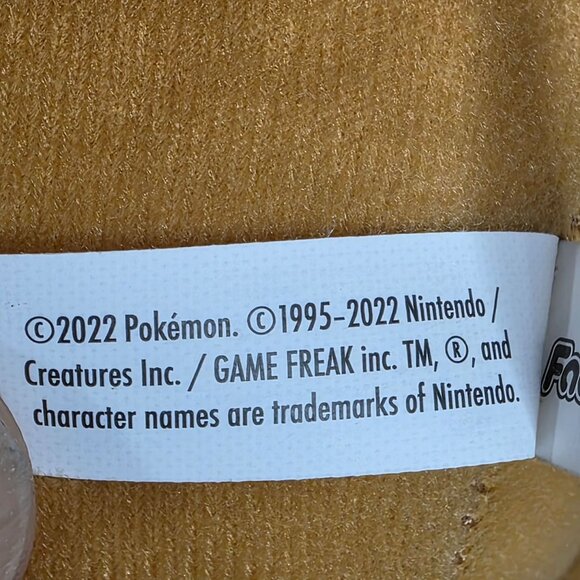 ©2022 Pokémon. ©1995–2022 Nintendo /
Creatures Inc. / GAME FREAK inc. TM, ®, and
character names are trademarks of Nintendo.